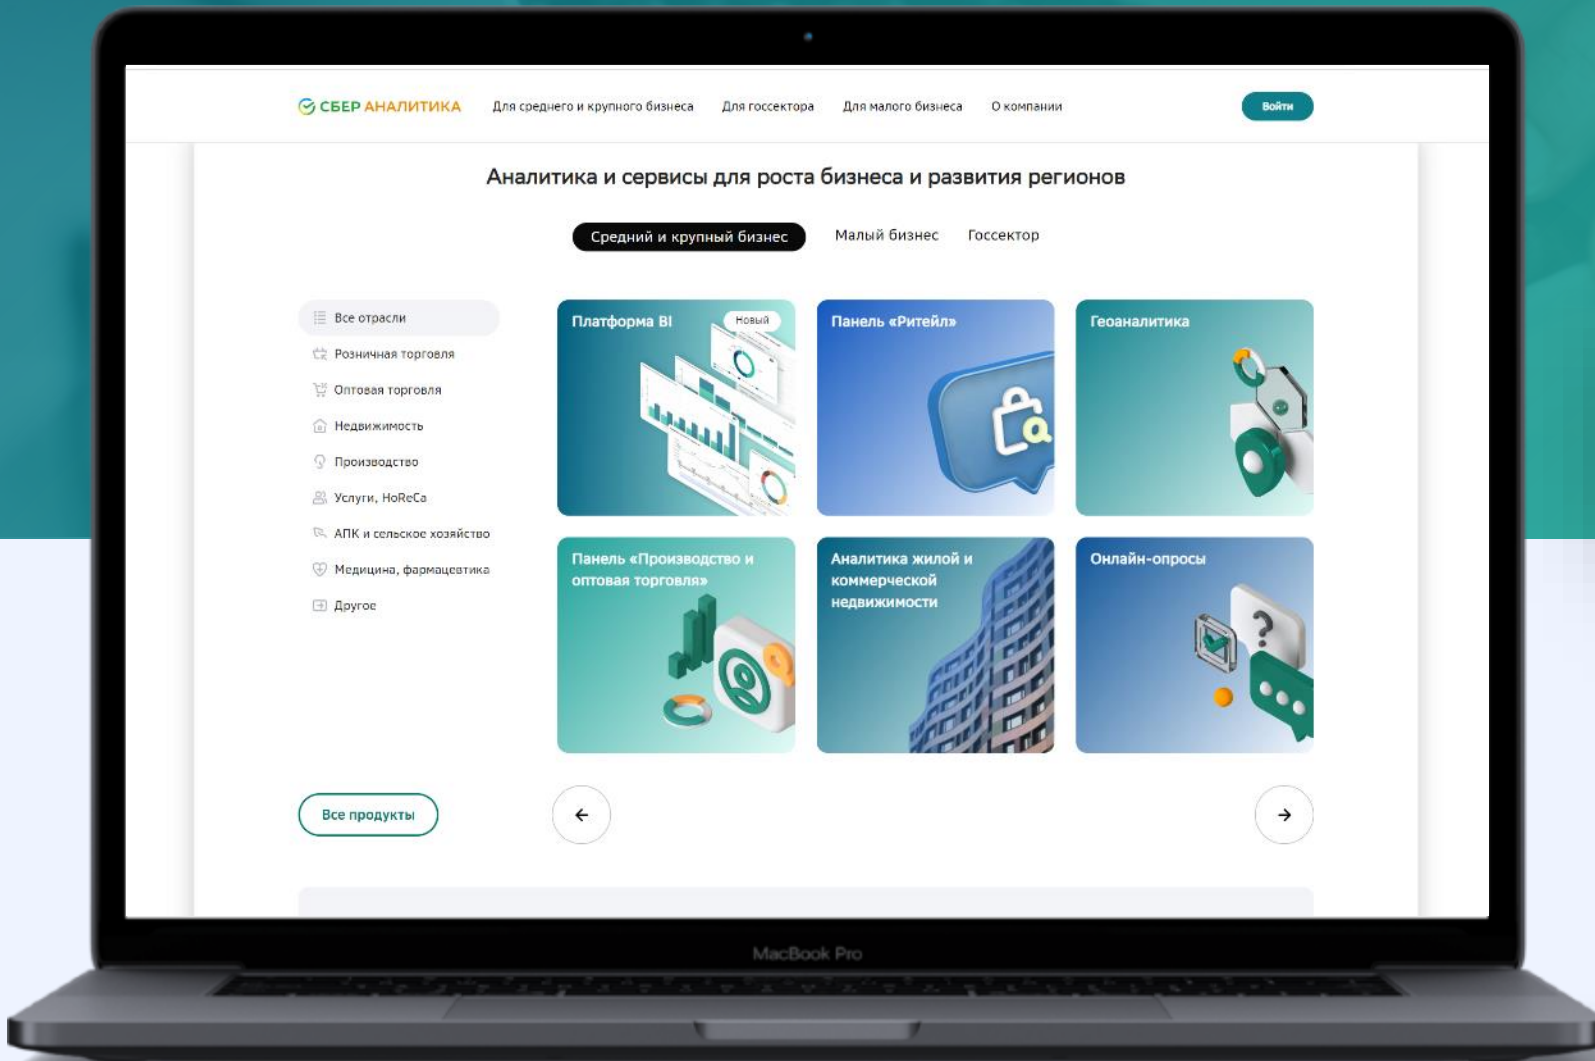 СБЕР АНАЛИТИКА
Для среднего и крупного бизнеса
Для госсектора
Для малого бизнеса
О компании
Войти
Аналитика и сервисы для роста бизнеса и развития регионов
Средний и крупный бизнес
Малый бизнес
Госсектор
Все отрасли
Розничная торговля
Оптовая торговля
Недвижимость
Производство
Услуги, HoReCa
АПК и сельское хозяйство
Медицина, фармацевтика
Другое
Платформа BI
Новый
Панель «Ритейл»
Геоаналитика
Панель «Производство и
оптовая торговля»
Аналитика жилой и
коммерческой
недвижимости
Онлайн-опросы
Все продукты
MacBook Pro